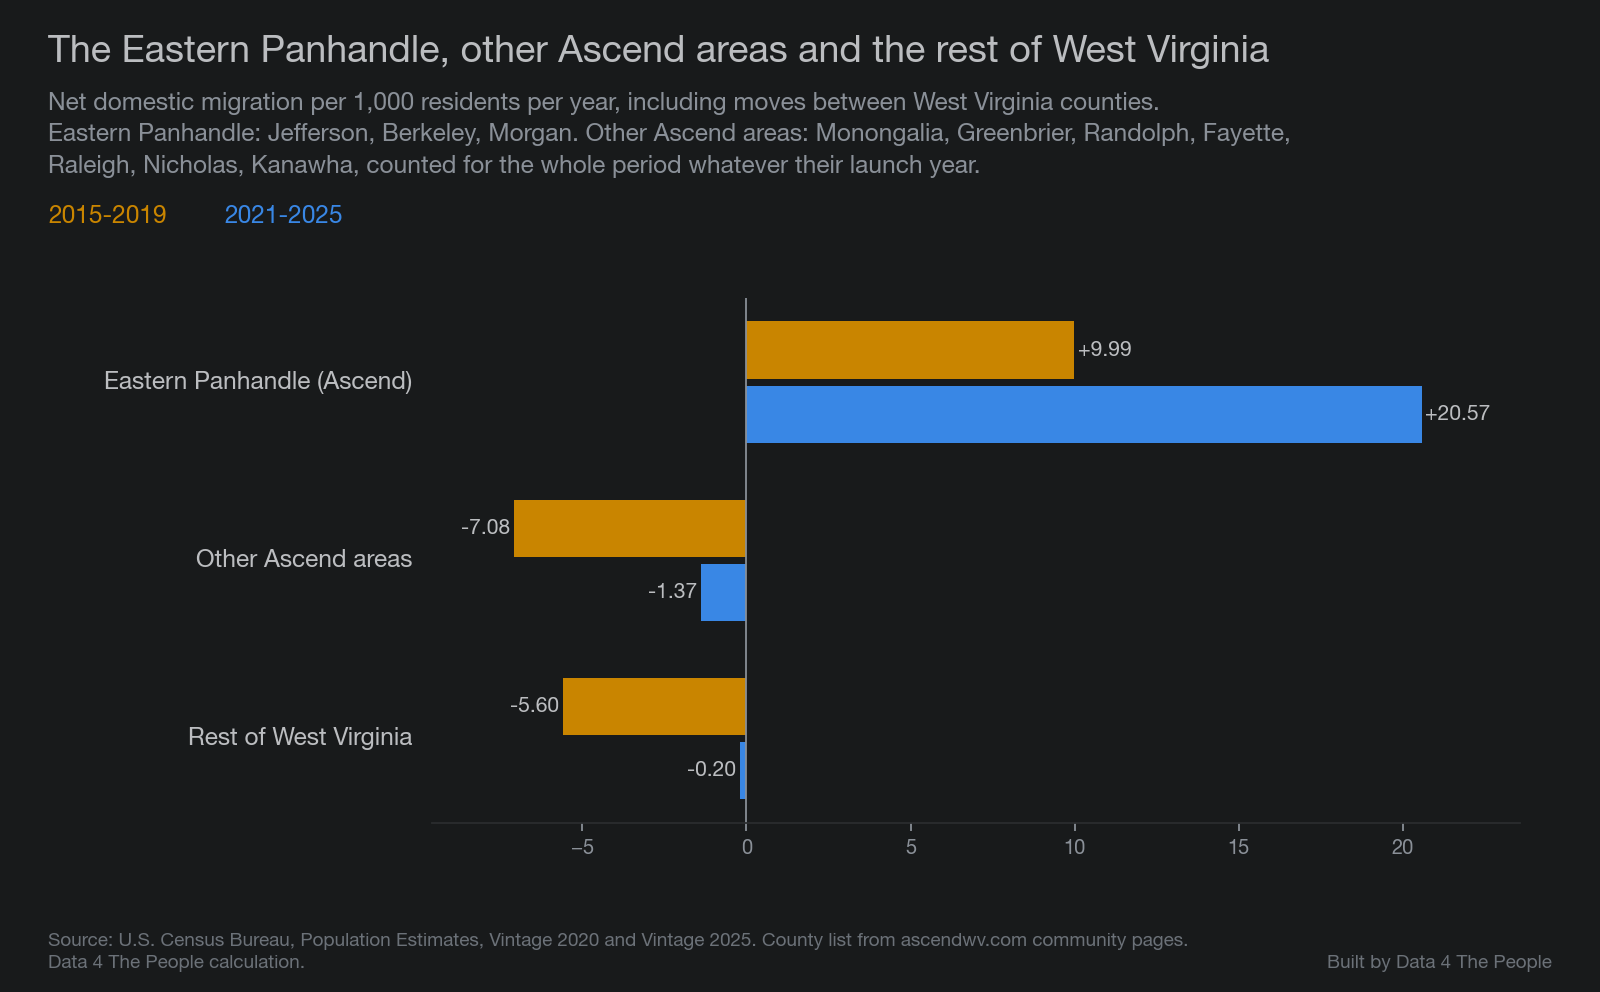 The Eastern Panhandle, other Ascend areas and the rest of West Virginia
Net domestic migration per 1,000 residents per year, including moves between West Virginia counties.
Eastern Panhandle: Jefferson, Berkeley, Morgan. Other Ascend areas: Monongalia, Greenbrier, Randolph, Fayette,
Raleigh, Nicholas, Kanawha, counted for the whole period whatever their launch year.
2015-2019 2021-2025
+9.99
Eastern Panhandle (Ascend)
+20.57
-7.08
Other Ascend areas
-1.37
-5.60
Rest of West Virginia
-0.20
−5 0 5 10 15 20
Source: U.S. Census Bureau, Population Estimates, Vintage 2020 and Vintage 2025. County list from ascendwv.com community pages.
Data 4 The People calculation.
Built by Data 4 The People